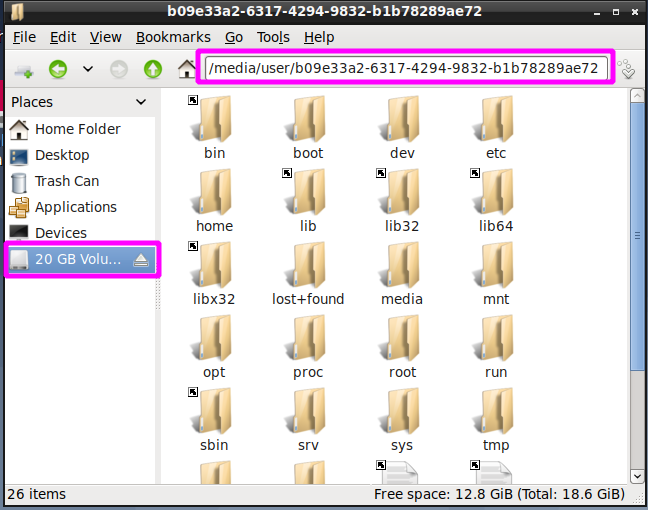 b09e33a2-6317-4294-9832-b1b78289ae72
File Edit View Bookmarks Go Tools Help
/media/user/b09e33a2-6317-4294-9832-b1b78289ae72
Places
Home Folder
Desktop
Trash Can
Applications
Devices
20 GB Volu...
bin boot dev etc
home lib lib32 lib64
libx32 lost+found media mnt
opt proc root run
sbin srv sys tmp
26 items
Free space: 12.8 GiB (Total: 18.6 GiB)